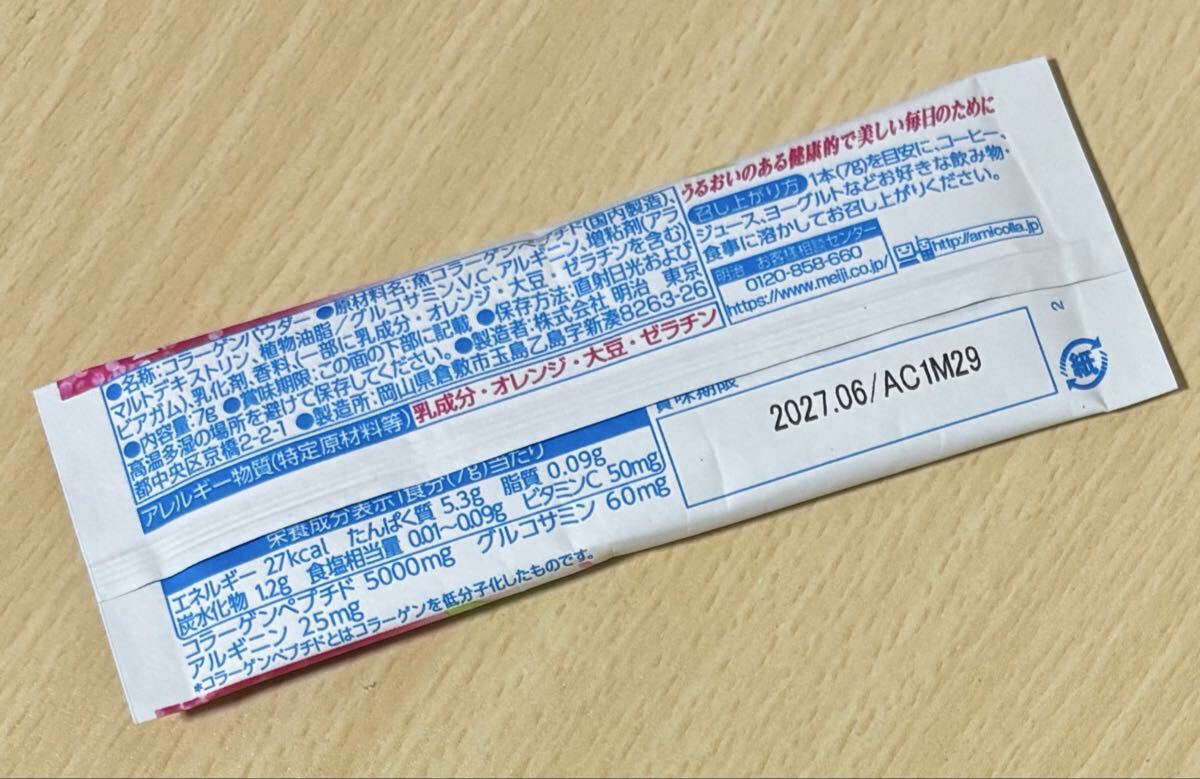 ●名称：コラーゲンパウダー ●原材料名：魚コラーゲンペプチド(国内製造)、
マルトデキストリン、植物油脂／グルコサミン、V.C、アルギニン、増粘剤(アラ
ビアガム)、乳化剤、香料、(一部に乳成分・オレンジ・大豆・ゼラチンを含む)
●内容量：7g ●賞味期限：この面の下部に記載 ●保存方法：直射日光および
高温多湿の場所を避けて保存してください。●製造者：株式会社 明治 東京
都中央区京橋2-2-1 ●製造所：岡山県倉敷市玉島乙島字新湊8263-26
アレルギー物質(特定原材料等) 乳成分・オレンジ・大豆・ゼラチン
うるおいのある健康的で美しい毎日のために
召し上がり方 1本(7g)を目安に、コーヒー、
ジュース、ヨーグルトなどお好きな飲み物・
食事に溶かしてお召し上がりください。
明治 お客様相談センター
0120-858-660
https://www.meiji.co.jp/
http://amicolla.jp
栄養成分表示1食分(7g)当たり
エネルギー 27kcal たんぱく質 5.3g 脂質 0.09g
炭水化物 1.2g 食塩相当量 0.01～0.09g ビタミンC 50mg
コラーゲンペプチド 5000mg グルコサミン 60mg
アルギニン 25mg
*コラーゲンペプチドとはコラーゲンを低分子化したものです。
賞味期限
2027.06/AC1M29
2
紙